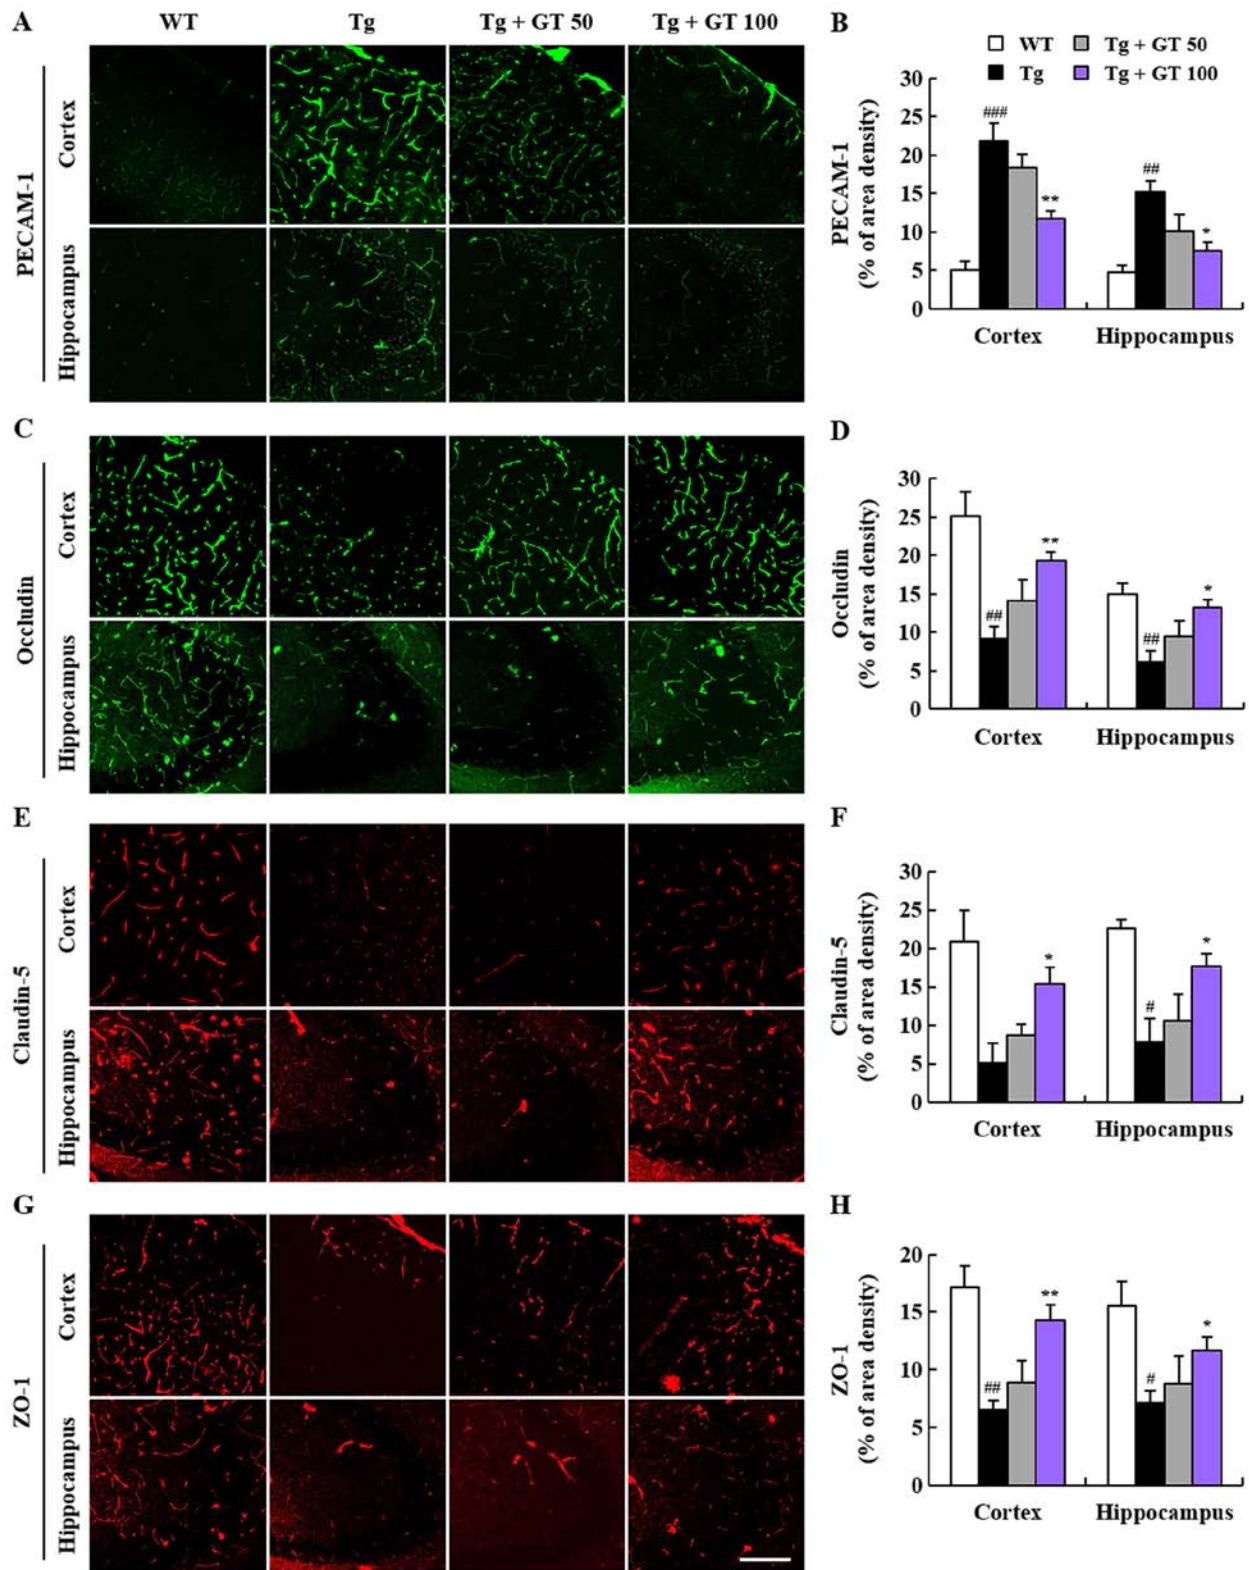 A
WT
Tg
Tg + GT 50
Tg + GT 100
PECAM-1
Cortex
Hippocampus
B
WT
Tg + GT 50
Tg
Tg + GT 100
PECAM-1
(% of area density)
30
25
20
15
10
5
0
###
**
##
*
Cortex
Hippocampus
C
Occludin
Cortex
Hippocampus
D
Occludin
(% of area density)
30
25
20
15
10
5
0
##
**
##
*
Cortex
Hippocampus
E
Claudin-5
Cortex
Hippocampus
F
Claudin-5
(% of area density)
30
25
20
15
10
5
0
*
#
*
Cortex
Hippocampus
G
ZO-1
Cortex
Hippocampus
H
ZO-1
(% of area density)
20
15
10
5
0
##
**
#
*
Cortex
Hippocampus